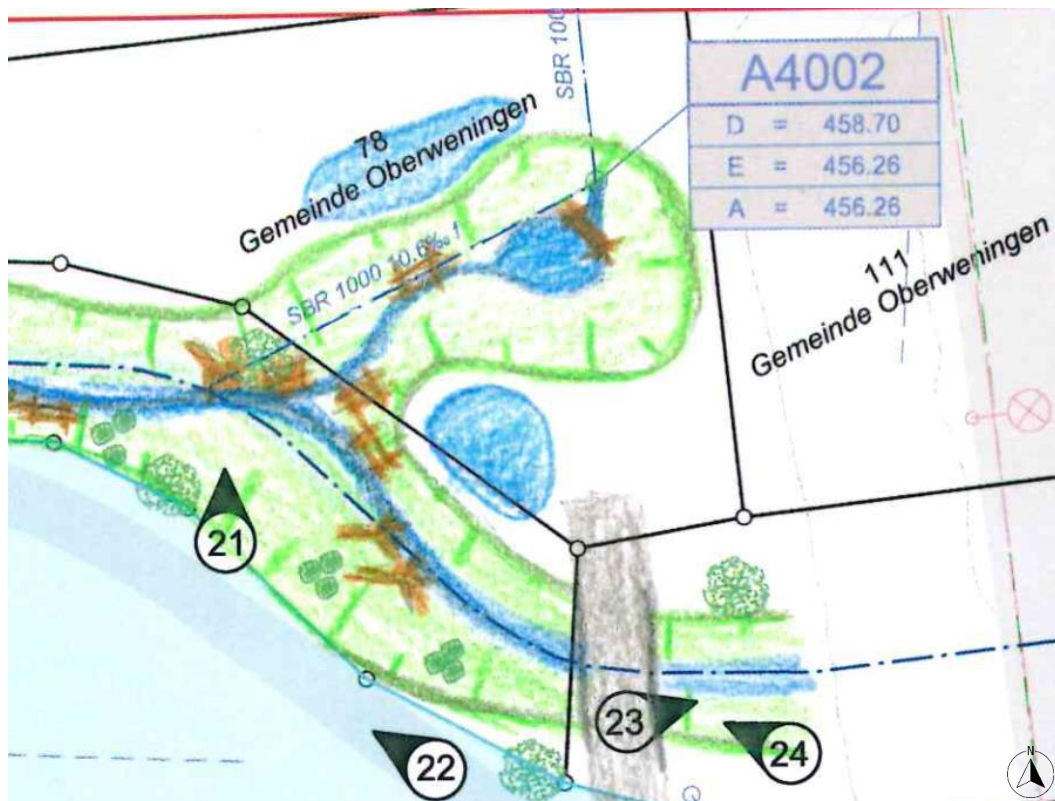 SBR 100
A4002
D = 458.70
E = 456.26
A = 456.26
78
Gemeinde Oberweningen
SBR 1000 10.6‰ 1
111
Gemeinde Oberweningen
21
22
23
24
N